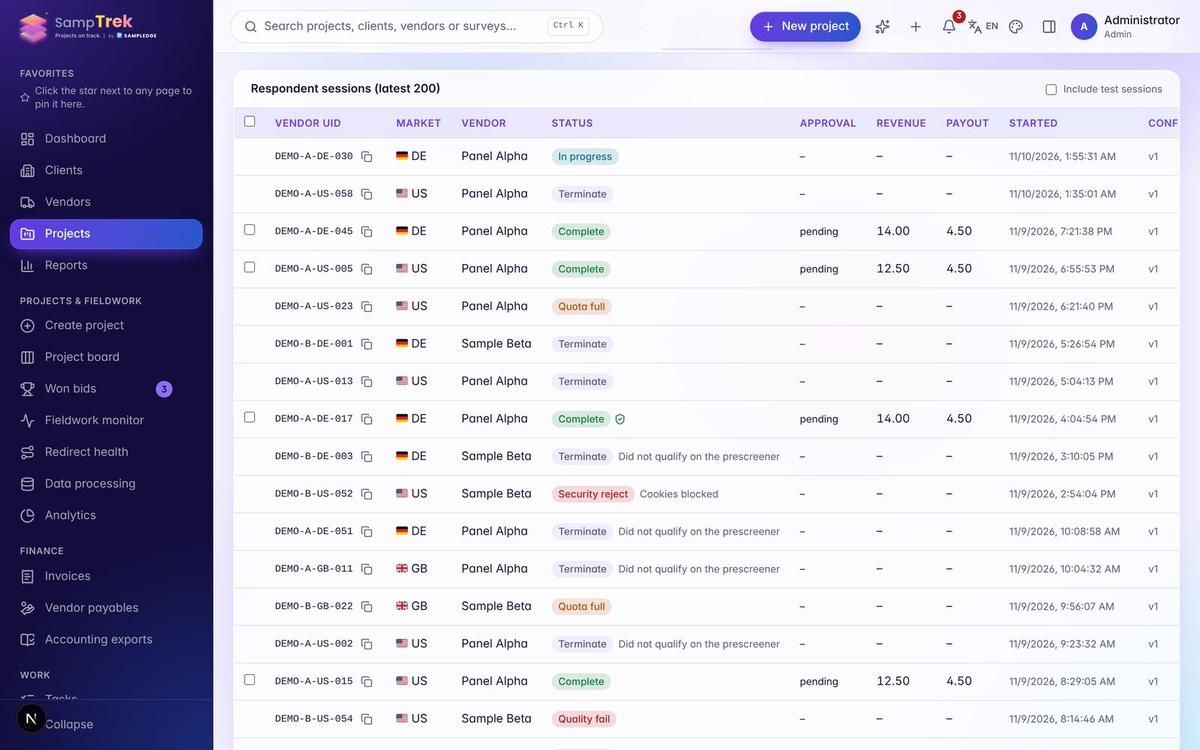 SampTrek
Projects on track. | by SAMPLEDGE
Search projects, clients, vendors or surveys...
Ctrl K
New project
3
EN
A
Administrator
Admin
FAVORITES
Click the star next to any page to
pin it here.
Dashboard
Clients
Vendors
Projects
Reports
PROJECTS & FIELDWORK
Create project
Project board
Won bids 3
Fieldwork monitor
Redirect health
Data processing
Analytics
FINANCE
Invoices
Vendor payables
Accounting exports
WORK
Tasks
N
Collapse
Respondent sessions (latest 200)
Include test sessions
VENDOR UID MARKET VENDOR STATUS APPROVAL REVENUE PAYOUT STARTED CONF
DEMO-A-DE-030 DE Panel Alpha In progress – – – 11/10/2026, 1:55:31 AM v1
DEMO-A-US-058 US Panel Alpha Terminate – – – 11/10/2026, 1:35:01 AM v1
DEMO-A-DE-045 DE Panel Alpha Complete pending 14.00 4.50 11/9/2026, 7:21:38 PM v1
DEMO-A-US-005 US Panel Alpha Complete pending 12.50 4.50 11/9/2026, 6:55:53 PM v1
DEMO-A-US-023 US Panel Alpha Quota full – – – 11/9/2026, 6:21:40 PM v1
DEMO-B-DE-001 DE Sample Beta Terminate – – – 11/9/2026, 5:26:54 PM v1
DEMO-A-US-013 US Panel Alpha Terminate – – – 11/9/2026, 5:04:13 PM v1
DEMO-A-DE-017 DE Panel Alpha Complete pending 14.00 4.50 11/9/2026, 4:04:54 PM v1
DEMO-B-DE-003 DE Sample Beta Terminate Did not qualify on the prescreener – – – 11/9/2026, 3:10:05 PM v1
DEMO-B-US-052 US Sample Beta Security reject Cookies blocked – – – 11/9/2026, 2:54:04 PM v1
DEMO-A-DE-051 DE Panel Alpha Terminate Did not qualify on the prescreener – – – 11/9/2026, 10:08:58 AM v1
DEMO-A-GB-011 GB Panel Alpha Terminate Did not qualify on the prescreener – – – 11/9/2026, 10:04:32 AM v1
DEMO-B-GB-022 GB Sample Beta Quota full – – – 11/9/2026, 9:56:07 AM v1
DEMO-A-US-002 US Panel Alpha Terminate Did not qualify on the prescreener – – – 11/9/2026, 9:23:32 AM v1
DEMO-A-US-015 US Panel Alpha Complete pending 12.50 4.50 11/9/2026, 8:29:05 AM v1
DEMO-B-US-054 US Sample Beta Quality fail – – – 11/9/2026, 8:14:46 AM v1